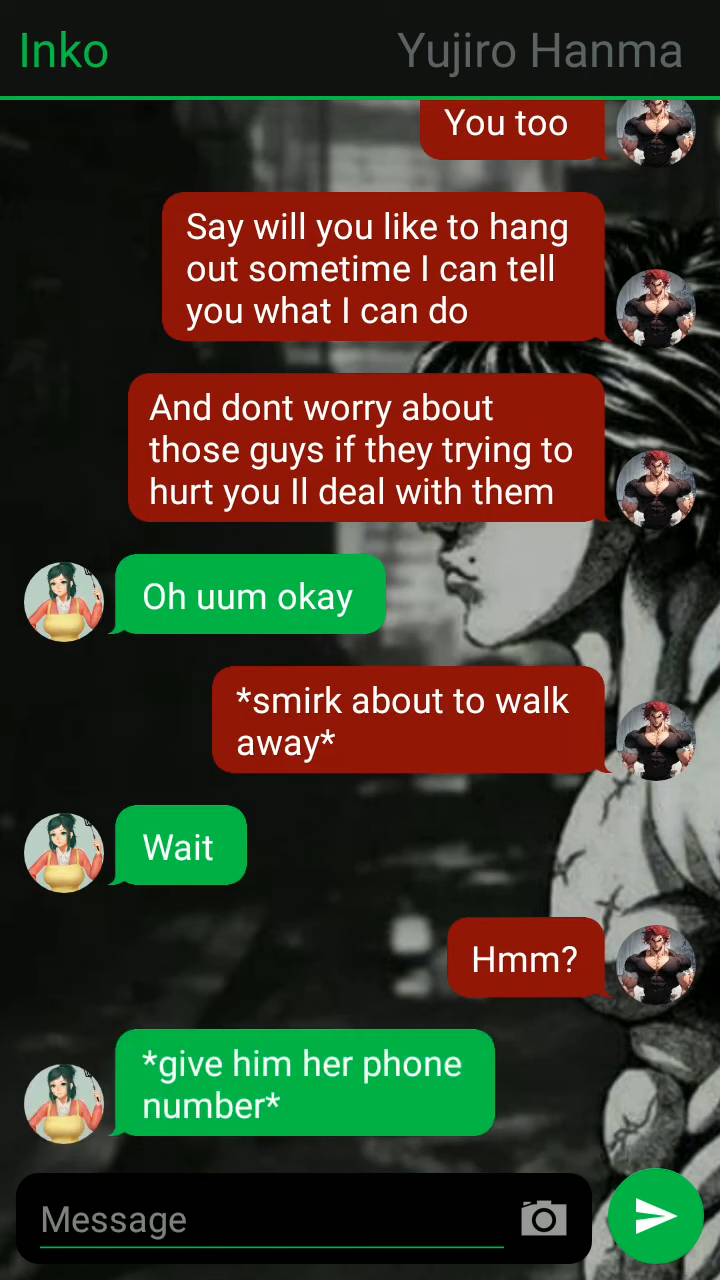 Inko
Yujiro Hanma
You too
Say will you like to hang
out sometime I can tell
you what I can do
And dont worry about
those guys if they trying to
hurt you ll deal with them
Oh uum okay
*smirk about to walk
away*
Wait
Hmm?
*give him her phone
number*
Message